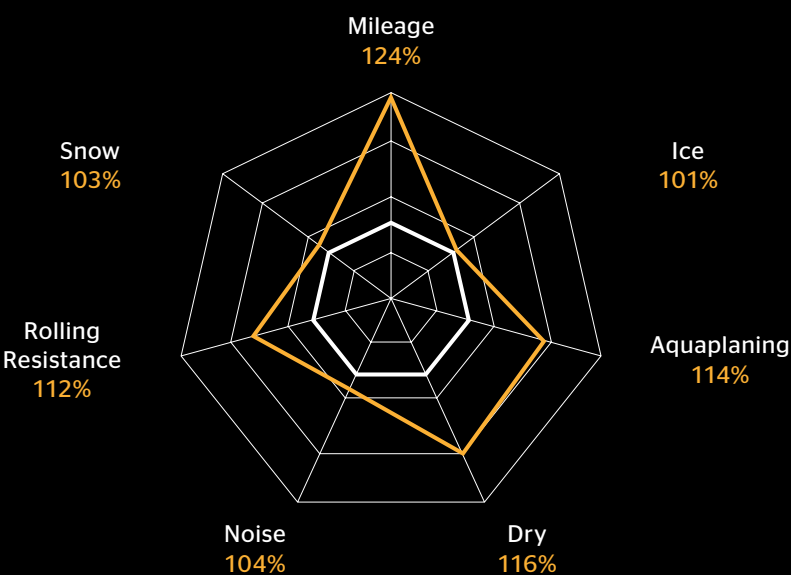 Mileage
124%
Snow
103%
Ice
101%
Rolling
Resistance
112%
Aquaplaning
114%
Noise
104%
Dry
116%